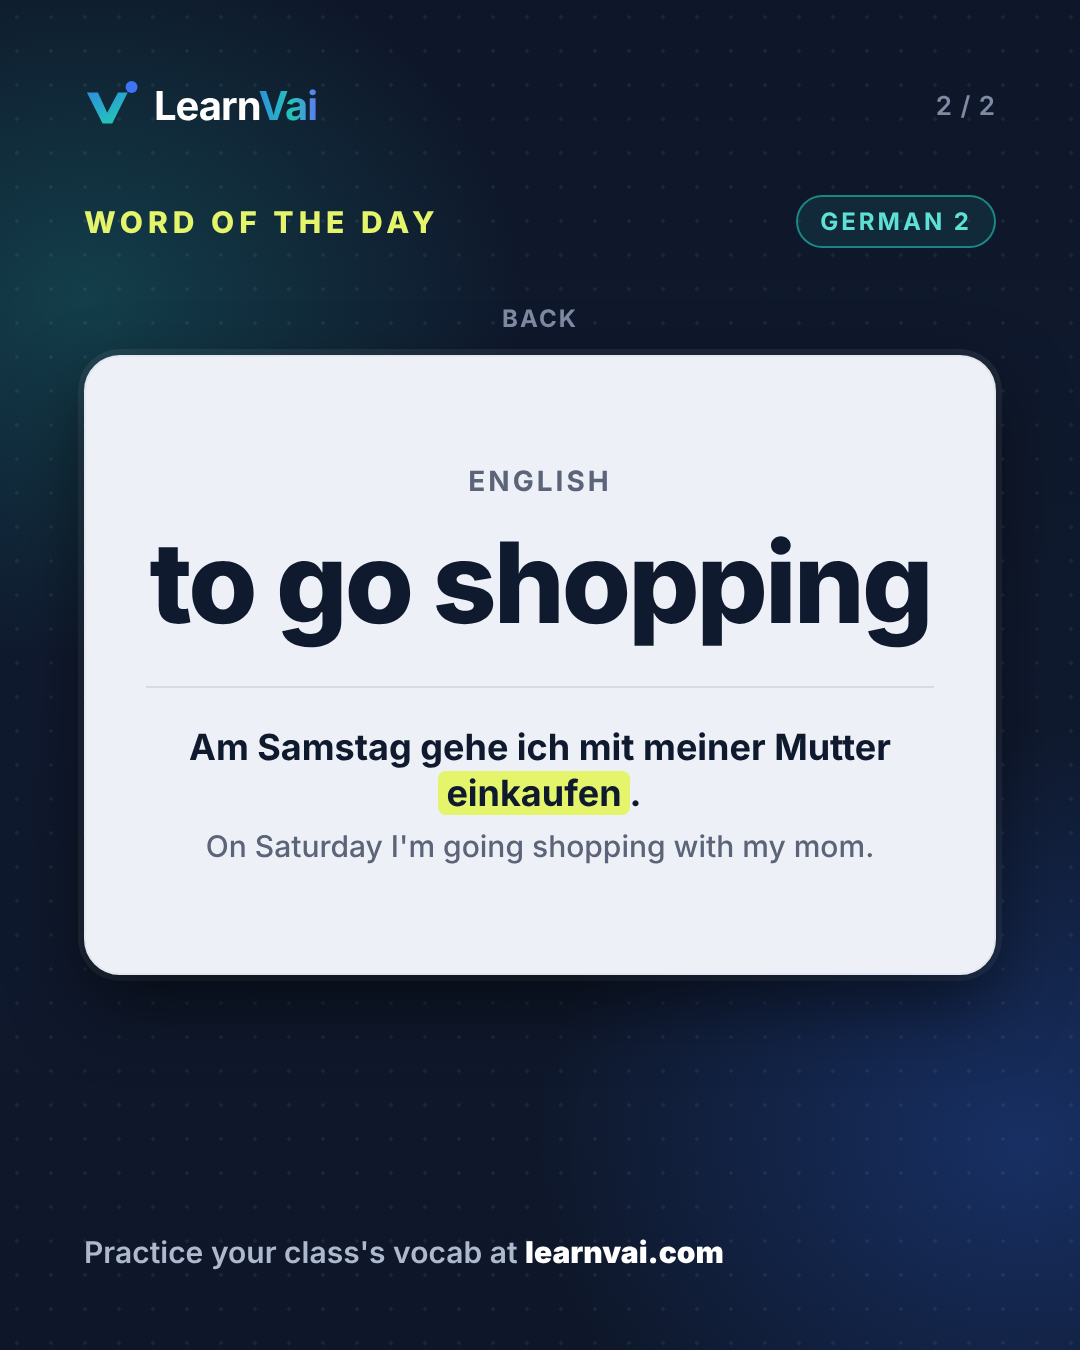 LearnVai
2 / 2
WORD OF THE DAY
GERMAN 2
BACK
ENGLISH
to go shopping
Am Samstag gehe ich mit meiner Mutter
einkaufen.
On Saturday I'm going shopping with my mom.
Practice your class's vocab at learnvai.com